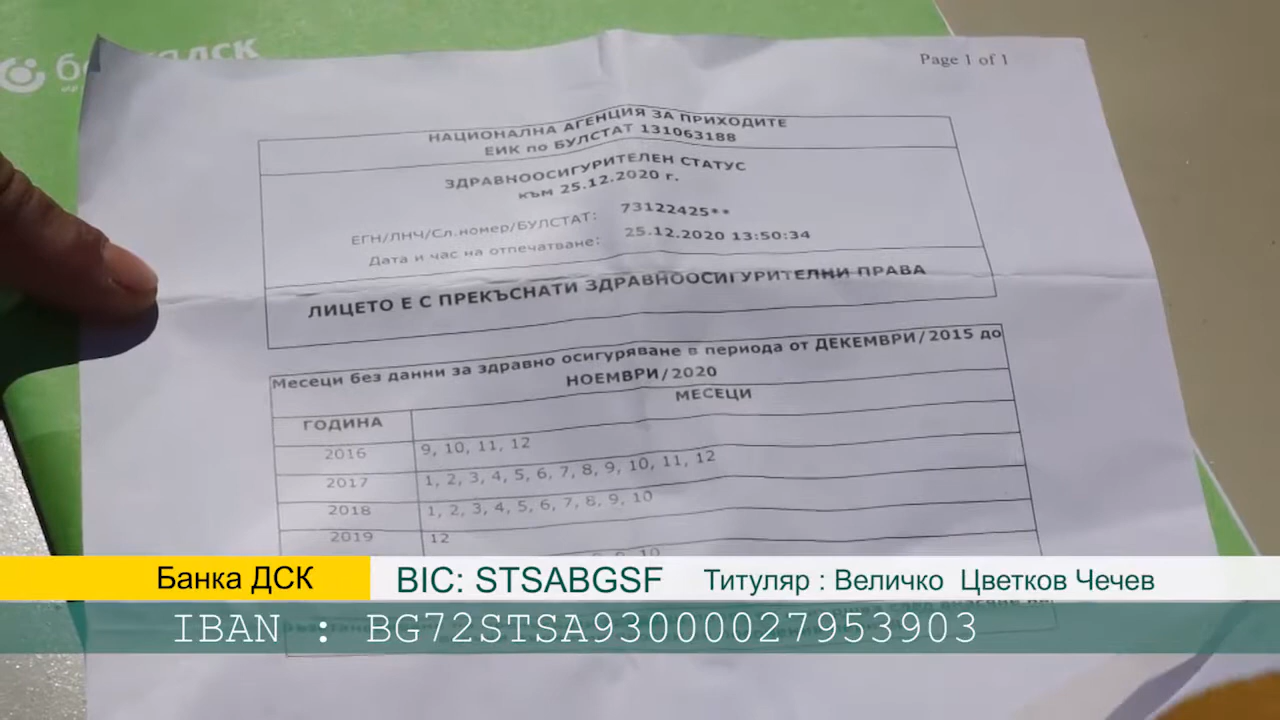 Page 1 of 1
НАЦИОНАЛНА АГЕНЦИЯ ЗА ПРИХОДИТЕ
ЕИК по БУЛСТАТ 131063188
ЗДРАВНООСИГУРИТЕЛЕН СТАТУС
към 25.12.2020 г.
ЕГН/ЛНЧ/Сл.номер/БУЛСТАТ: 73122425**
Дата и час на отпечатване: 25.12.2020 13:50:34
ЛИЦЕТО Е С ПРЕКЪСНАТИ ЗДРАВНООСИГУРИТЕЛНИ ПРАВА
Месеци без данни за здравно осигуряване в периода от ДЕКЕМВРИ/2015 до
НОЕМВРИ/2020
ГОДИНА МЕСЕЦИ
2016 9, 10, 11, 12
2017 1, 2, 3, 4, 5, 6, 7, 8, 9, 10, 11, 12
2018 1, 2, 3, 4, 5, 6, 7, 8, 9, 10
2019 12
Банка ДСК BIC: STSABGSF Титуляр : Величко Цветков Чечев
IBAN : BG72STSA93000027953903